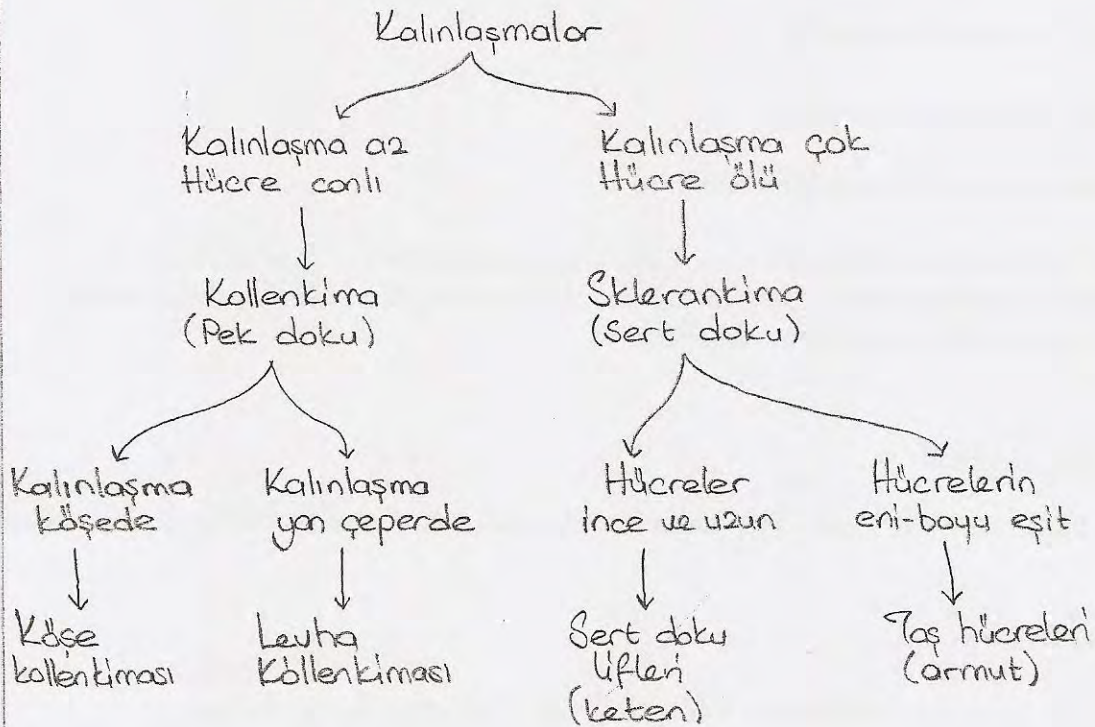 Kalınlaşmalar
Kalınlaşma az
Hücre canlı
Kalınlaşma çok
Hücre ölü
Kollenkima
(Pek doku)
Sklerankima
(Sert doku)
Kalınlaşma
köşede
Kalınlaşma
yan çeperde
Hücreler
ince ve uzun
Hücrelerin
eni-boyu eşit
Köşe
kollenkiması
Levha
Kollenkiması
Sert doku
lifleri
(keten)
Taş hücreleri
(armut)